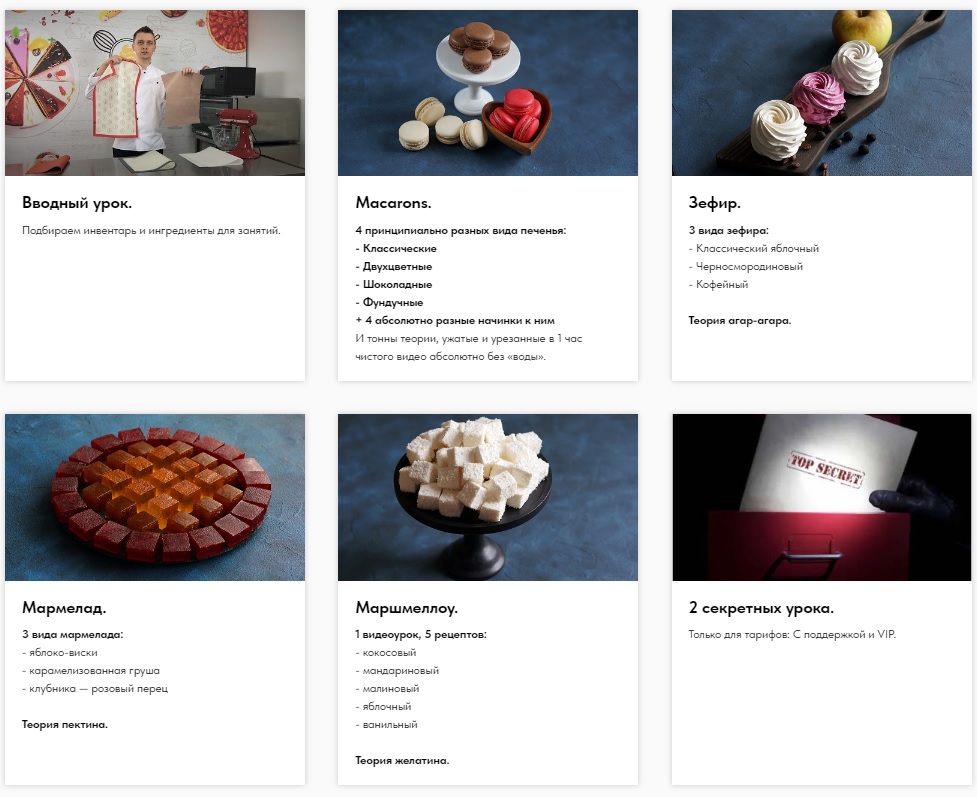 Вводный урок.
Подбираем инвентарь и ингредиенты для занятий.
Macarons.
4 принципиально разных вида печенья:
- Классические
- Двухцветные
- Шоколадные
- Фундучные
+ 4 абсолютно разные начинки к ним
И тонны теории, ужатые и урезанные в 1 час
чистого видео абсолютно без «воды».
Зефир.
3 вида зефира:
- Классический яблочный
- Черносмородиновый
- Кофейный
Теория агар-агара.
Мармелад.
3 вида мармелада:
- яблоко-виски
- карамелизованная груша
- клубника — розовый перец
Теория пектина.
Маршмеллоу.
1 видеоурок, 5 рецептов:
- кокосовый
- мандариновый
- малиновый
- яблочный
- ванильный
Теория желатина.
TOP SECRET
2 секретных урока.
Только для тарифов: С поддержкой и VIP.